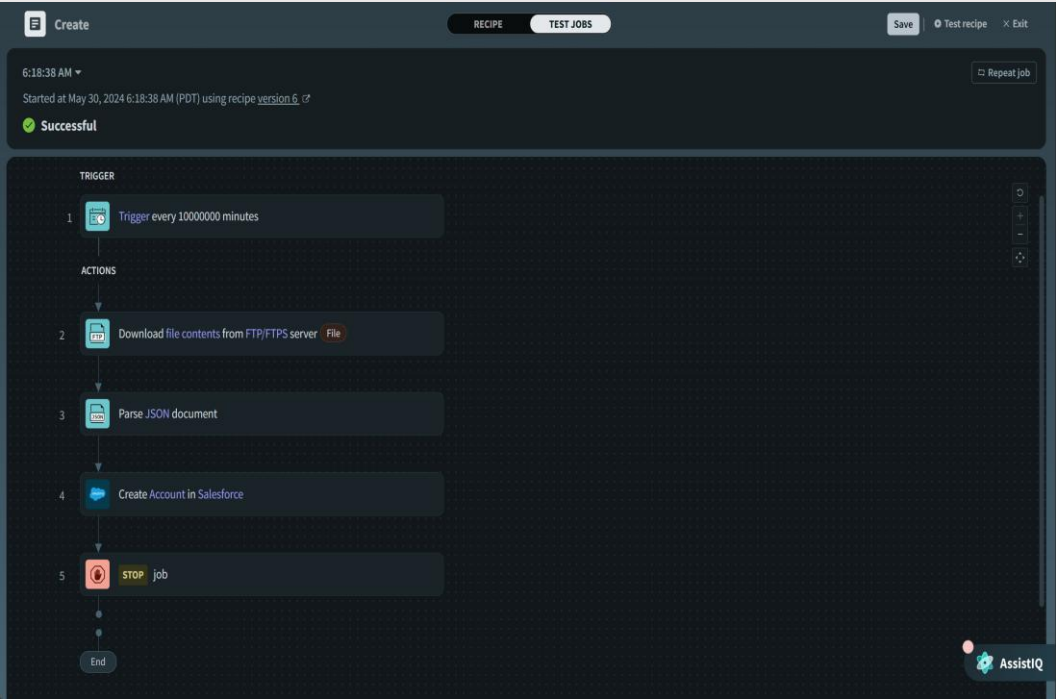 Create
RECIPE TEST JOBS
Save Test recipe Exit
6:18:38 AM
Repeat job
Started at May 30, 2024 6:18:38 AM (PDT) using recipe version 6
Successful
TRIGGER
1 Trigger every 10000000 minutes
ACTIONS
2 FTP Download file contents from FTP/FTPS server File
3 JSON Parse JSON document
4 Create Account in Salesforce
5 STOP job
End
AssistIQ